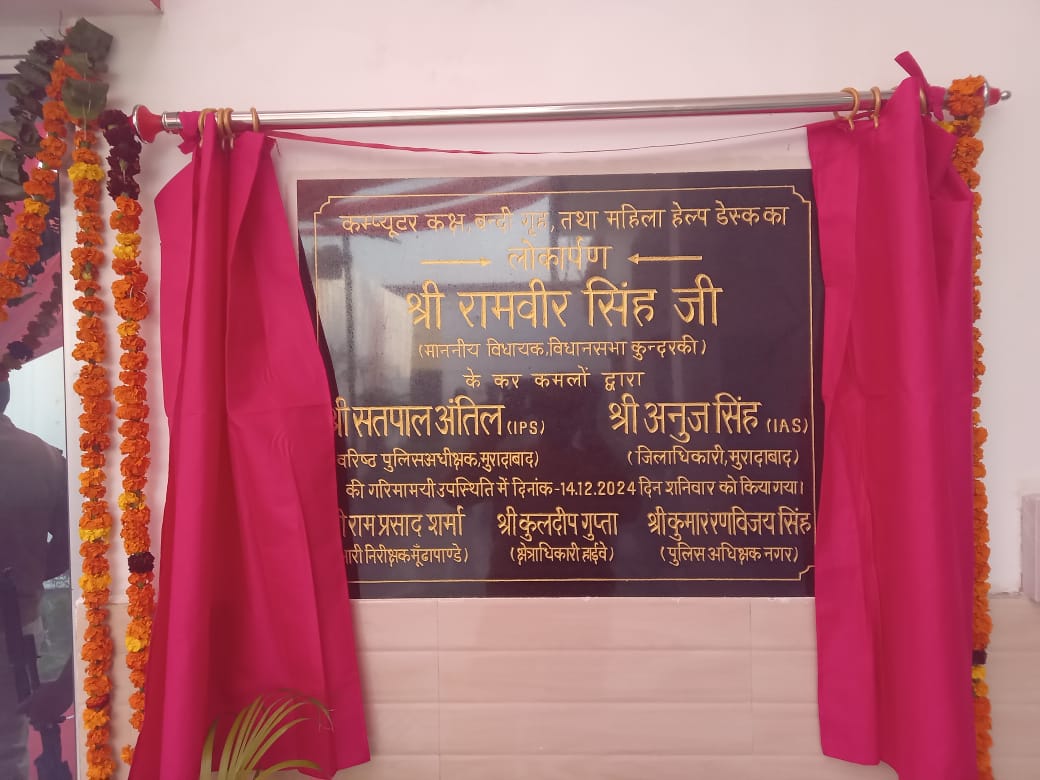 कम्प्यूटर कक्ष, बन्दी गृह, तथा महिला हेल्प डेस्क का
लोकार्पण
श्री रामवीर सिंह जी
(माननीय विधायक,विधानसभा कुन्दरकी)
के कर कमलों द्वारा
श्री सतपाल अंतिल (IPS) श्री अनुज सिंह (IAS)
वरिष्ठ पुलिस अधीक्षक,मुरादाबाद) (जिलाधिकारी,मुरादाबाद)
की गरिमामयी उपस्थिति में दिनांक-14.12.2024 दिन शनिवार को किया गया।
राम प्रसाद शर्मा श्री कुलदीप गुप्ता श्री कुमार रणविजय सिंह
निरीक्षक मूँढापाण्डे) (क्षेत्राधिकारी हाईवे) (पुलिस अधिक्षक नगर)